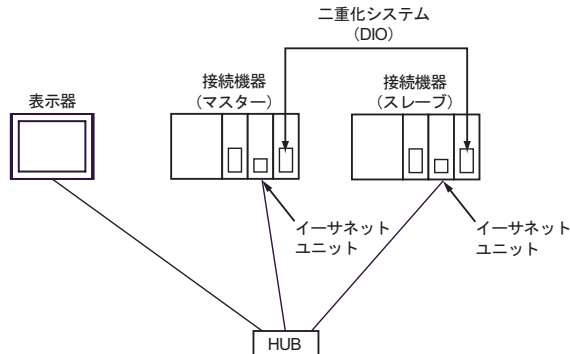 二重化システム
（DIO）
表示器
接続機器
（マスター）
接続機器
（スレーブ）
イーサネット
ユニット
イーサネット
ユニット
HUB